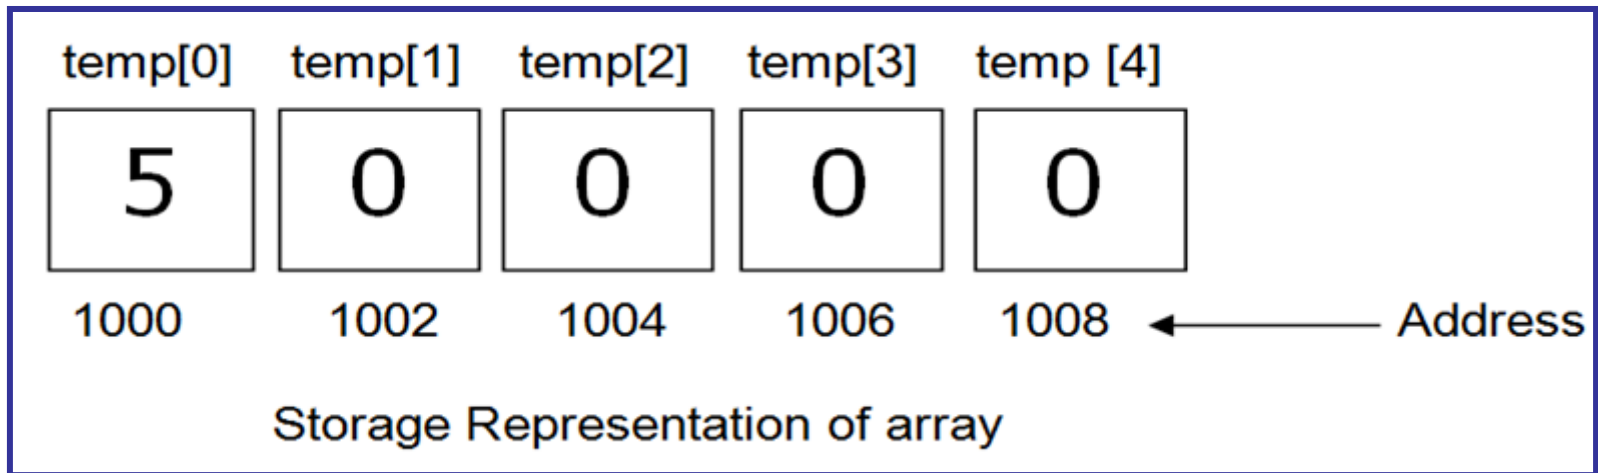 temp[0] temp[1] temp[2] temp[3] temp [4]
5 0 0 0 0
1000 1002 1004 1006 1008 Address
Storage Representation of array